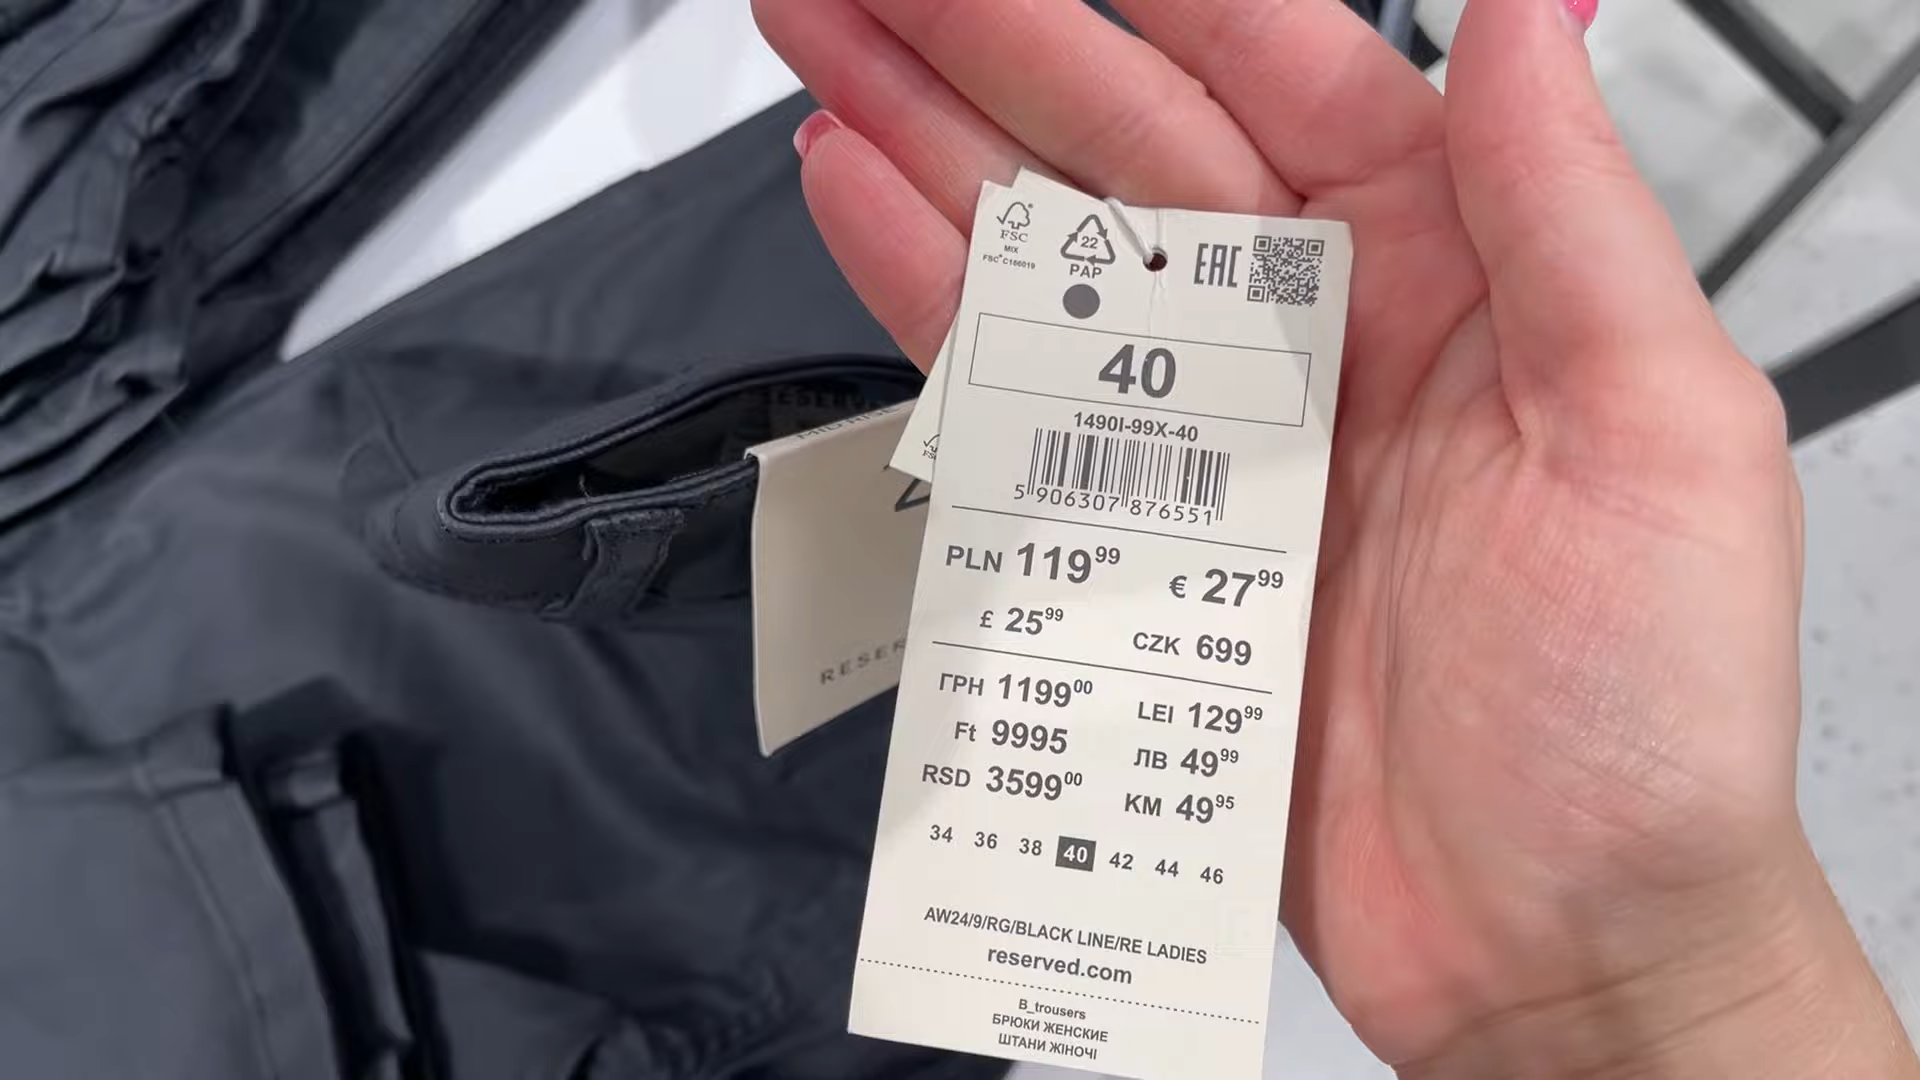 FSC
MIX
FSC® C166019
22
PAP
EAC
40
1490I-99X-40
5 906307 876551
PLN 119 99
€ 27 99
£ 25 99
CZK 699
ГРН 1199 00
LEI 129 99
Ft 9995
ЛВ 49 99
RSD 3599 00
KM 49 95
34 36 38 40 42 44 46
AW24/9/RG/BLACK LINE/RE LADIES
reserved.com
B_trousers
БРЮКИ ЖЕНСКИЕ
ШТАНИ ЖІНОЧІ
MIDRISE
RESER